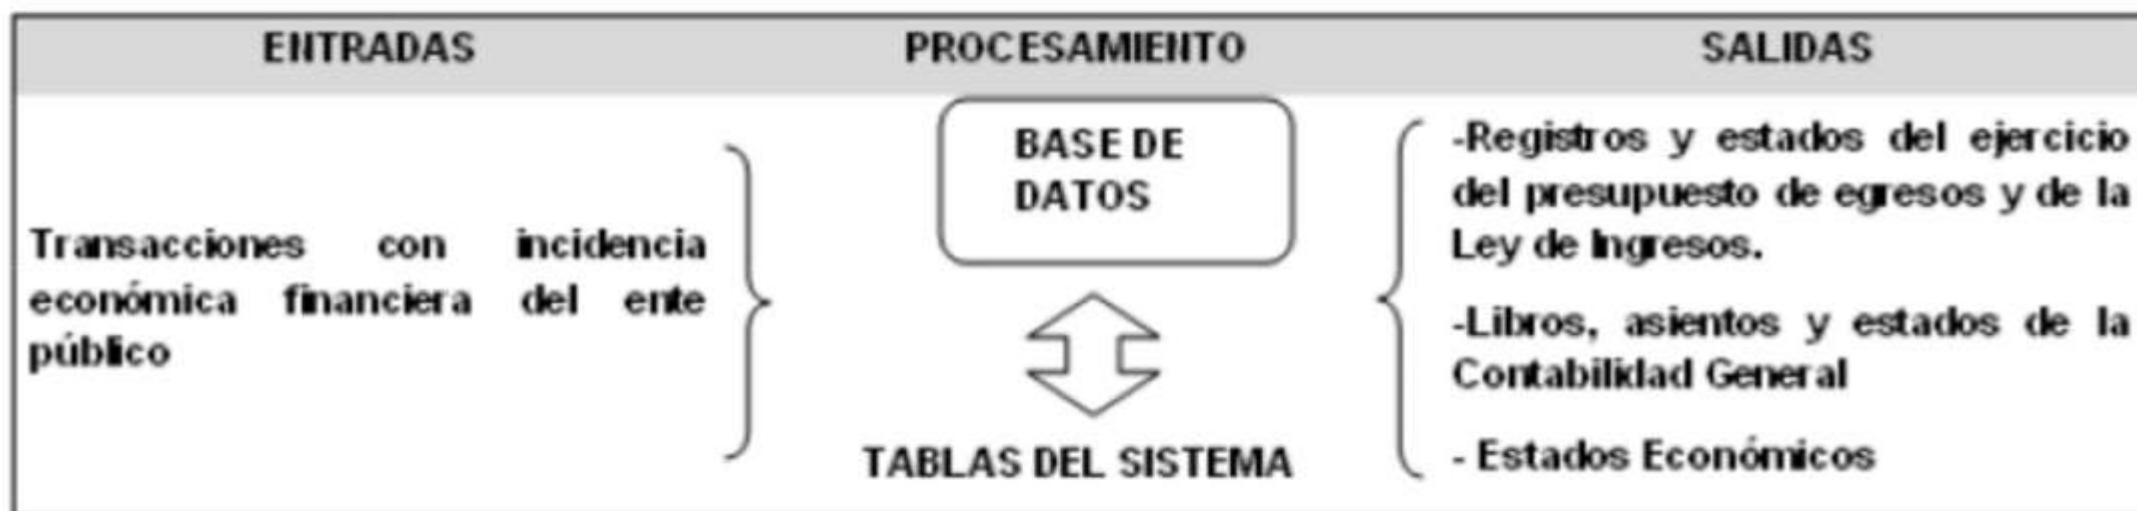 ENTRADAS
PROCESAMIENTO
SALIDAS
Transacciones con incidencia
económica financiera del ente
público
BASE DE
DATOS
TABLAS DEL SISTEMA
-Registros y estados del ejercicio
del presupuesto de egresos y de la
Ley de Ingresos.
-Libros, asientos y estados de la
Contabilidad General
- Estados Económicos